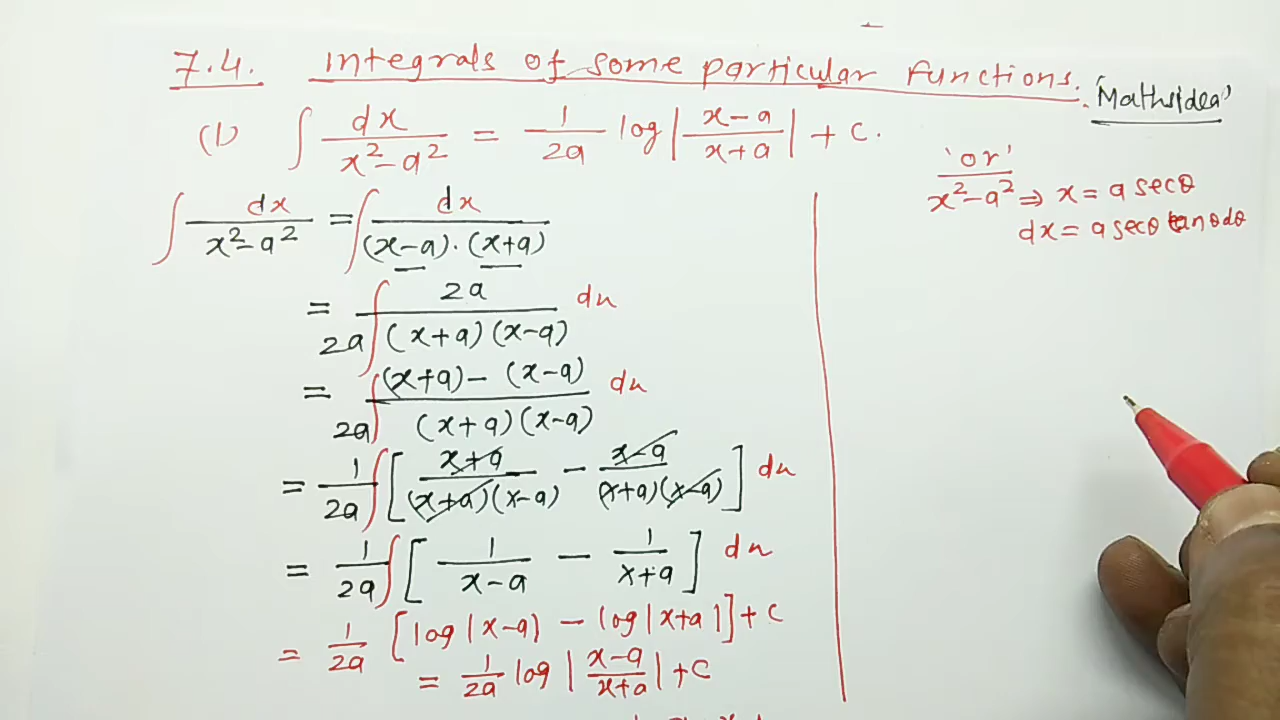 7.4. Integrals of some particular functions.
'Mathsidea'
(1) ∫ dx/(x²-a²) = 1/2a log|(x-a)/(x+a)| + c.
∫ dx/(x²-a²) = ∫ dx/((x-a).(x+a))
= 1/2a ∫ 2a/((x+a)(x-a)) dx
= 1/2a ∫ ((x+a)-(x-a))/((x+a)(x-a)) dx
= 1/2a ∫ [(x+a)/((x+a)(x-a)) - (x-a)/((x+a)(x-a))] dx
= 1/2a ∫ [1/(x-a) - 1/(x+a)] dx
= 1/2a [log|x-a| - log|x+a|] + c
= 1/2a log|(x-a)/(x+a)| + c
'or'
x²-a² ⇒ x = a secθ
dx = a secθ tanθ dθ